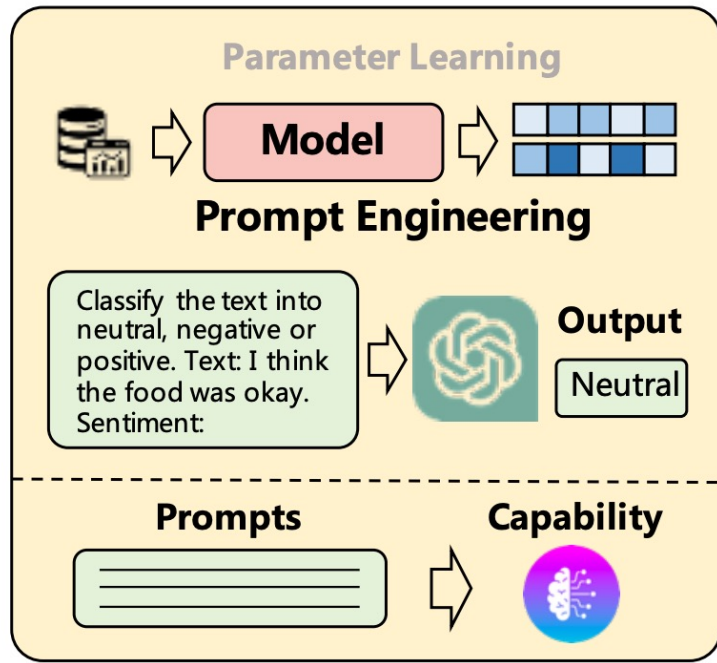 Parameter Learning
Model
Prompt Engineering
Classify the text into
neutral, negative or
positive. Text: I think
the food was okay.
Sentiment:
Output
Neutral
Prompts
Capability